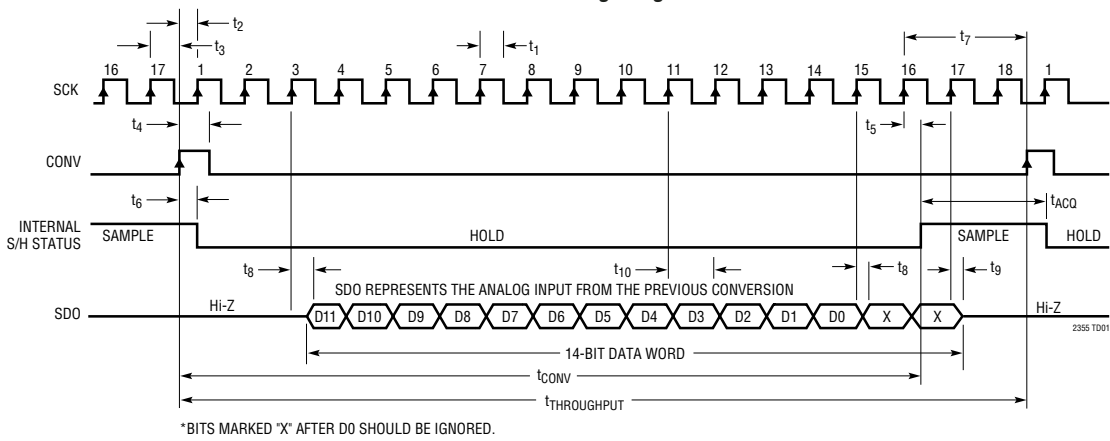 t2
t3
t1
t7
16 17 1 2 3 4 5 6 7 8 9 10 11 12 13 14 15 16 17 18 1
SCK
t4
t5
CONV
t6
tACQ
INTERNAL
S/H STATUS
SAMPLE
HOLD
SAMPLE
HOLD
t8
t10
t8
t9
SDO REPRESENTS THE ANALOG INPUT FROM THE PREVIOUS CONVERSION
SDO
Hi-Z
D11 D10 D9 D8 D7 D6 D5 D4 D3 D2 D1 D0 X X
Hi-Z
2355 TD01
14-BIT DATA WORD
tCONV
tTHROUGHPUT
*BITS MARKED "X" AFTER D0 SHOULD BE IGNORED.